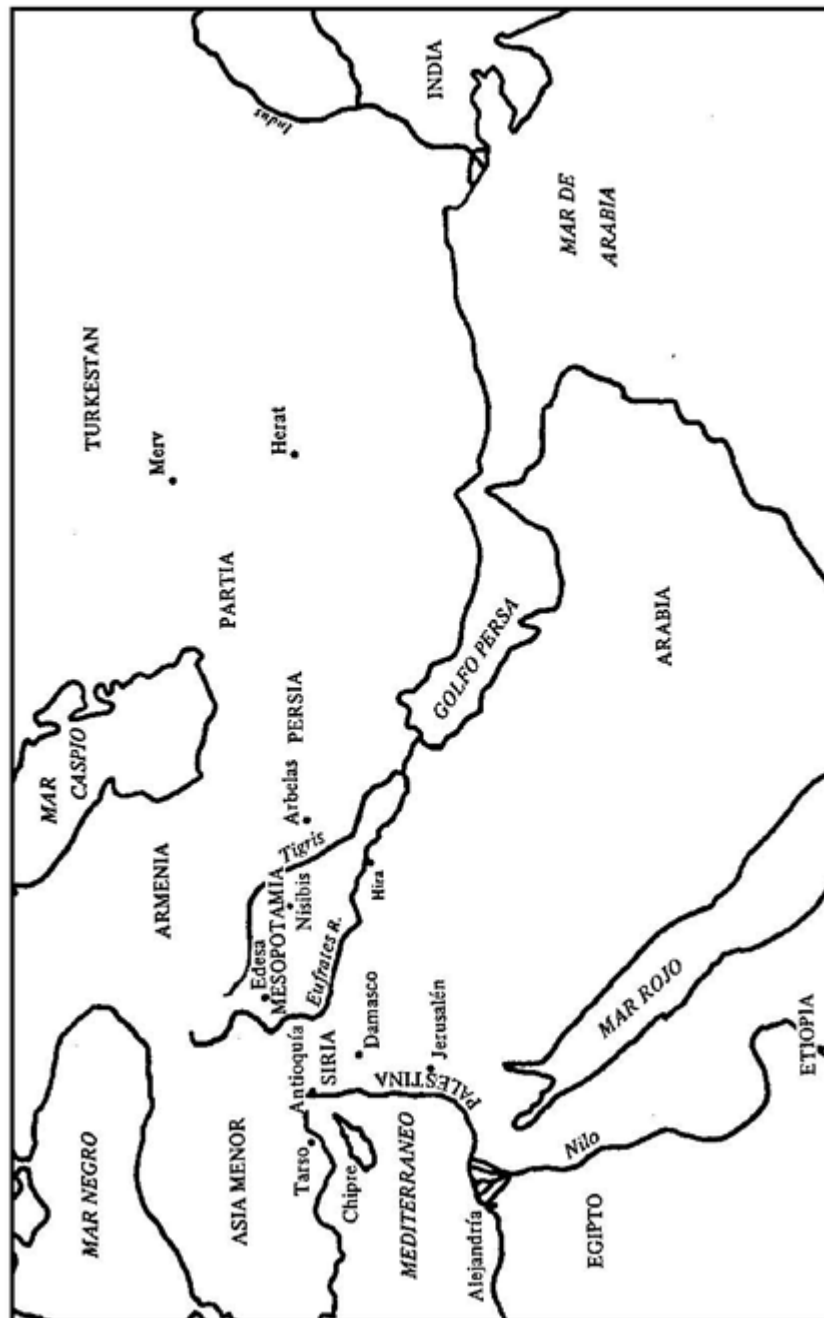 MAR NEGRO
MAR
CASPIO
TURKESTAN
Indus
INDIA
ASIA MENOR
ARMENIA
PARTIA
Merv
Herat
Tarso
Antioquía
Edesa
MESOPOTAMIA
Nisibis
Tigris
Arbelas
PERSIA
Chipre
SIRIA
Eufrates R.
Hira
Damasco
MEDITERRANEO
PALESTINA
Jerusalén
GOLFO PERSA
MAR DE
ARABIA
Alejandría
EGIPTO
Nilo
MAR ROJO
ARABIA
ETIOPIA